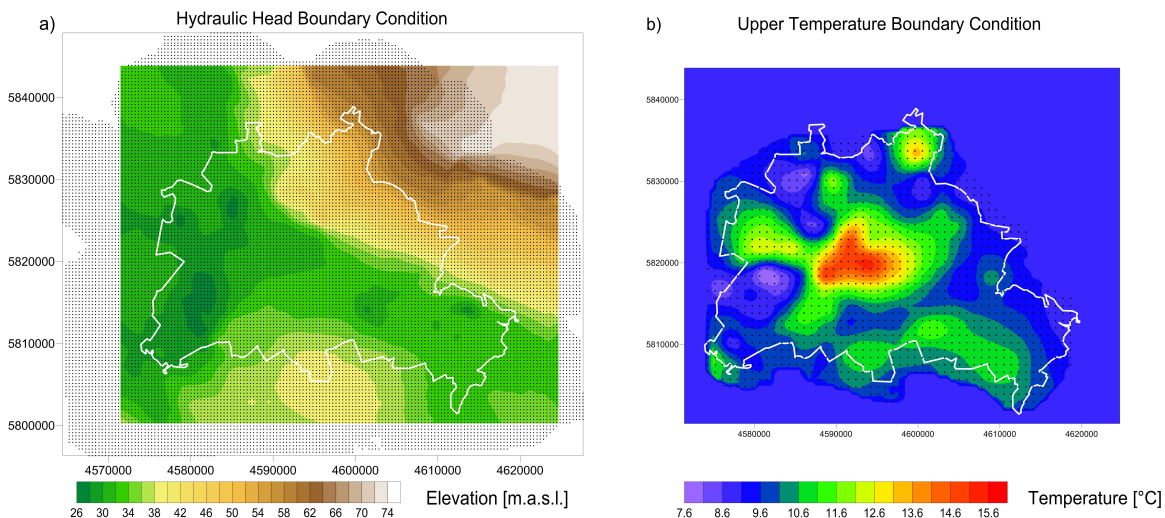 a)
Hydraulic Head Boundary Condition
5840000
5830000
5820000
5810000
5800000
4570000 4580000 4590000 4600000 4610000 4620000
26 30 34 38 42 46 50 54 58 62 66 70 74
Elevation [m.a.s.l.]
b)
Upper Temperature Boundary Condition
5840000
5830000
5820000
5810000
4580000 4590000 4600000 4610000 4620000
7.6 8.6 9.6 10.6 11.6 12.6 13.6 14.6 15.6
Temperature [°C]